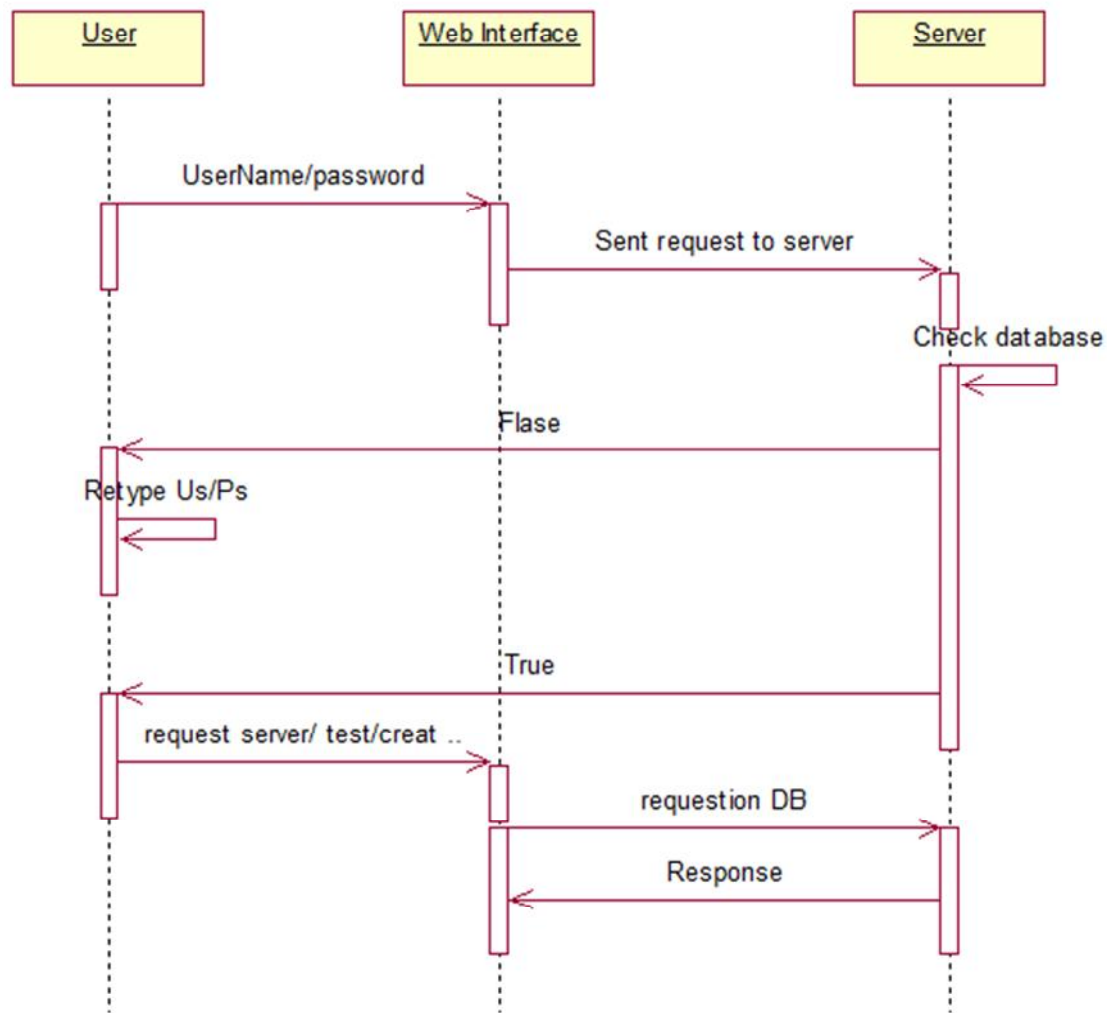 User
Web Interface
Server
UserName/password
Sent request to server
Check database
Flase
Retype Us/Ps
True
request server/ test/creat ..
requestion DB
Response